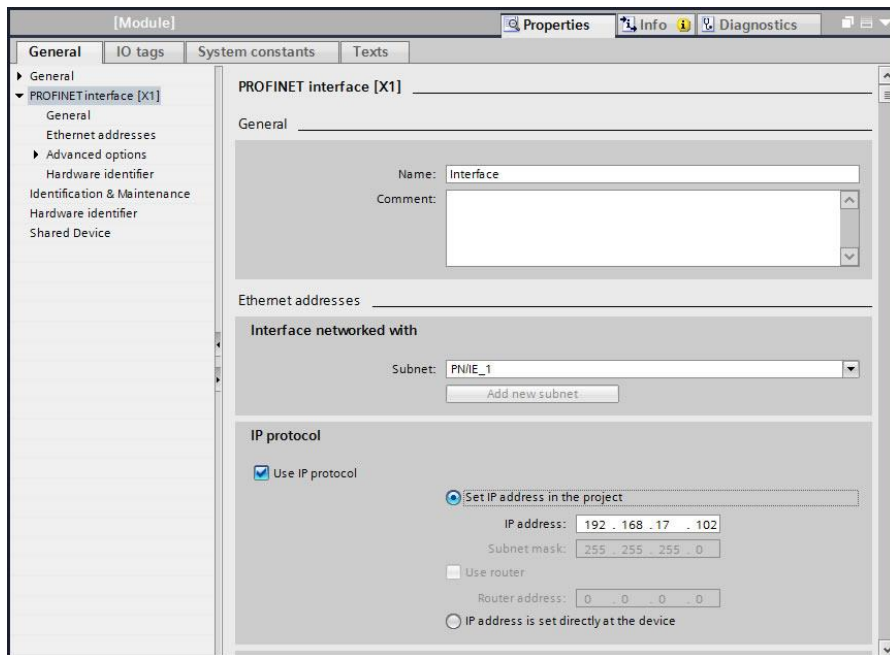 [Module]
Properties
Info
Diagnostics
General
IO tags
System constants
Texts
General
PROFINET interface [X1]
General
Ethernet addresses
Advanced options
Hardware identifier
Identification & Maintenance
Hardware identifier
Shared Device
PROFINET interface [X1]
General
Name: Interface
Comment:
Ethernet addresses
Interface networked with
Subnet: PN/IE_1
Add new subnet
IP protocol
Use IP protocol
Set IP address in the project
IP address: 192 . 168 . 17 . 102
Subnet mask: 255 . 255 . 255 . 0
Use router
Router address: 0 . 0 . 0 . 0
IP address is set directly at the device